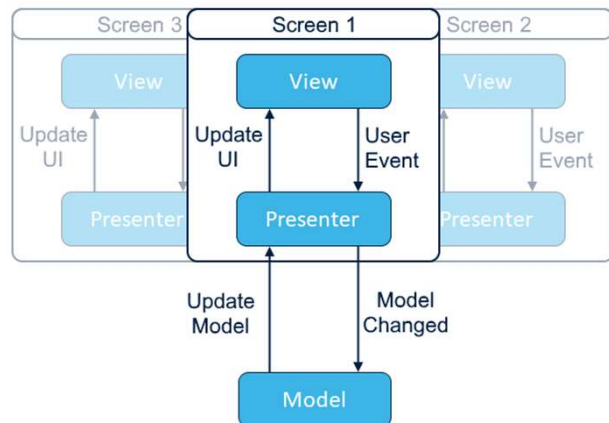 Screen 3
Screen 1
Screen 2
View
View
View
Update
UI
Update
UI
User
Event
User
Event
Presenter
Presenter
Presenter
Update
Model
Model
Changed
Model